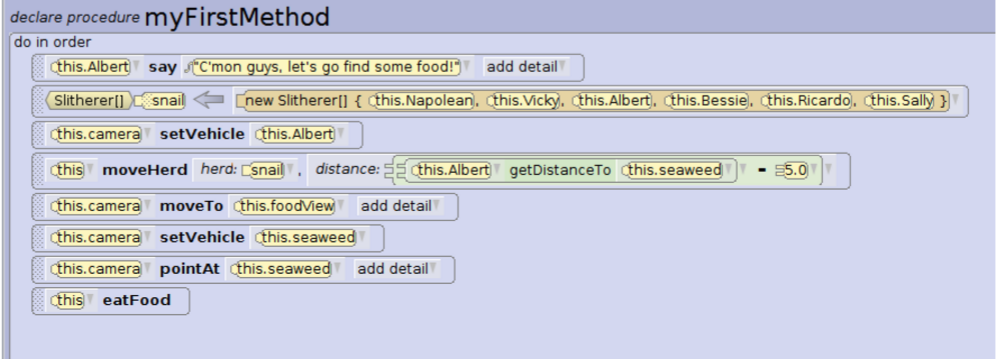 declare procedure myFirstMethod
do in order
this.Albert say "C'mon guys, let's go find some food!" add detail
Slitherer[] snail new Slitherer[] { this.Napolean, this.Vicky, this.Albert, this.Bessie, this.Ricardo, this.Sally }
this.camera setVehicle this.Albert
this moveHerd herd: snail , distance: this.Albert getDistanceTo this.seaweed - 5.0
this.camera moveTo this.foodView add detail
this.camera setVehicle this.seaweed
this.camera pointAt this.seaweed add detail
this eatFood